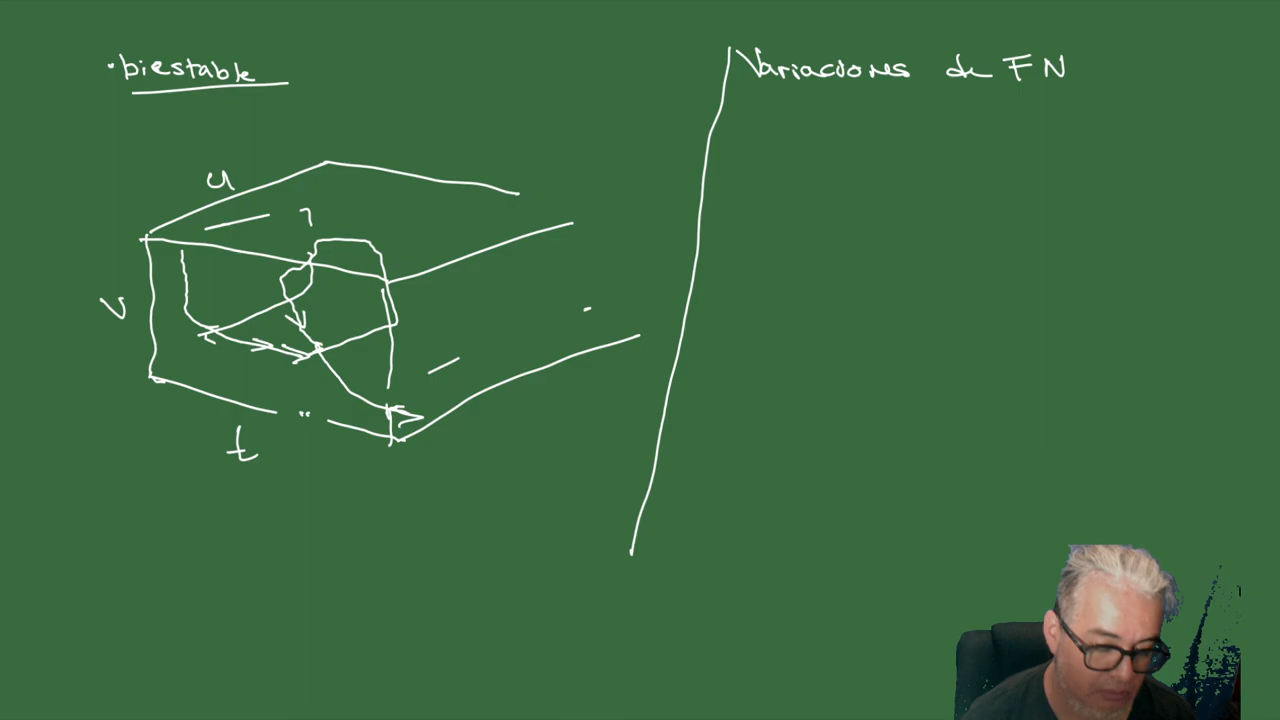 · biestable
Variaciones de FN
u
v
t